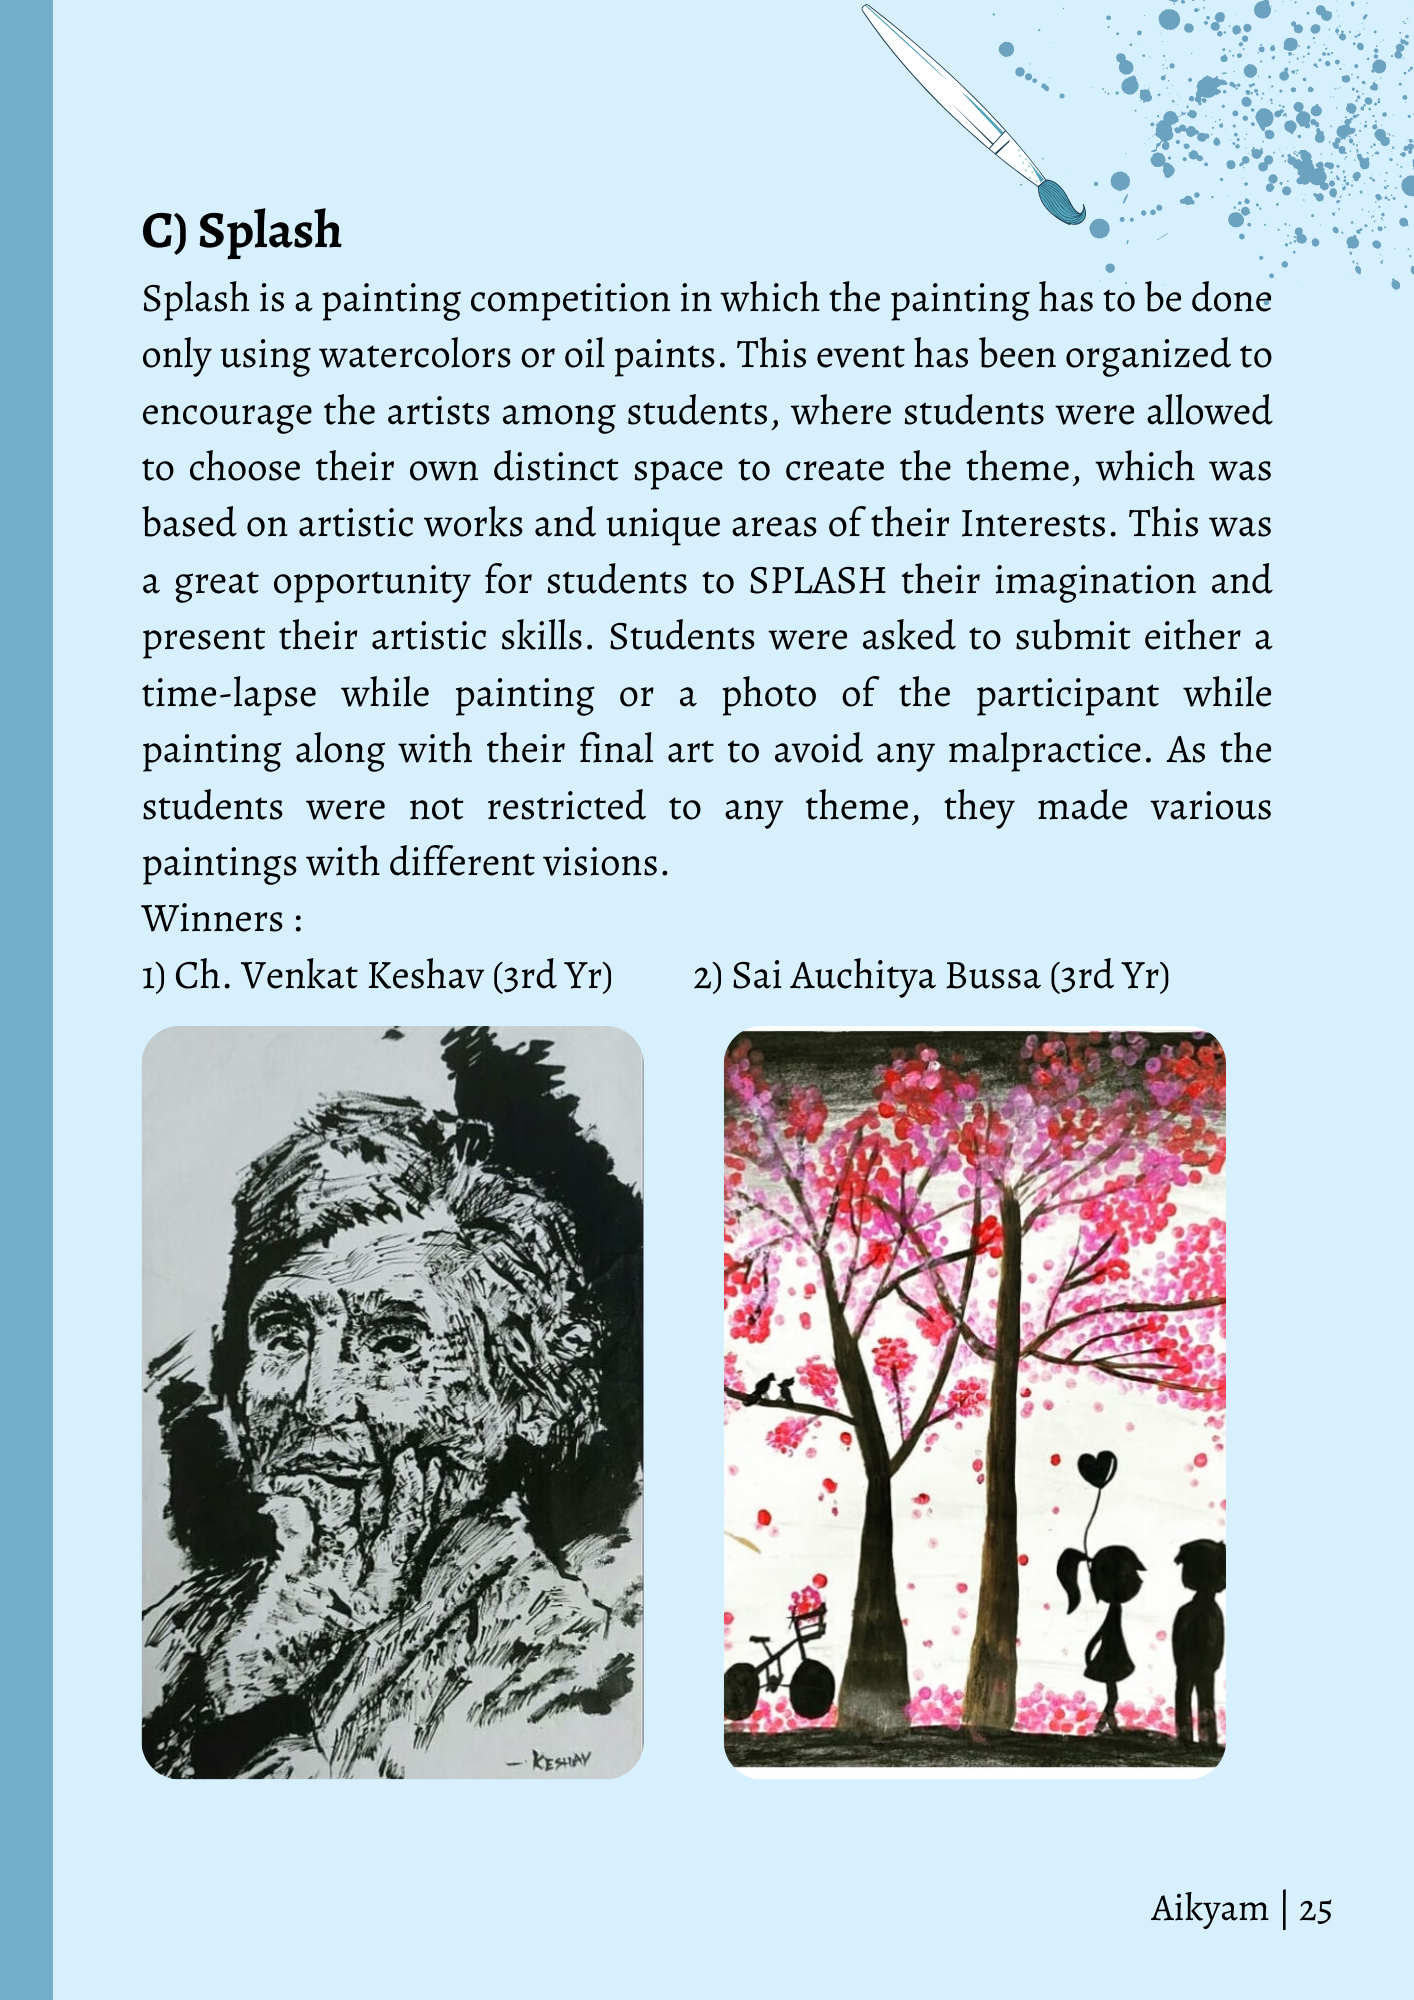 C) Splash
Splash is a painting competition in which the painting has to be done
only using watercolors or oil paints. This event has been organized to
encourage the artists among students, where students were allowed
to choose their own distinct space to create the theme, which was
based on artistic works and unique areas of their Interests. This was
a great opportunity for students to SPLASH their imagination and
present their artistic skills. Students were asked to submit either a
time-lapse while painting or a photo of the participant while
painting along with their final art to avoid any malpractice. As the
students were not restricted to any theme, they made various
paintings with different visions.
Winners :
1) Ch. Venkat Keshav (3rd Yr) 2) Sai Auchitya Bussa (3rd Yr)
– KESHAV
Aikyam | 25